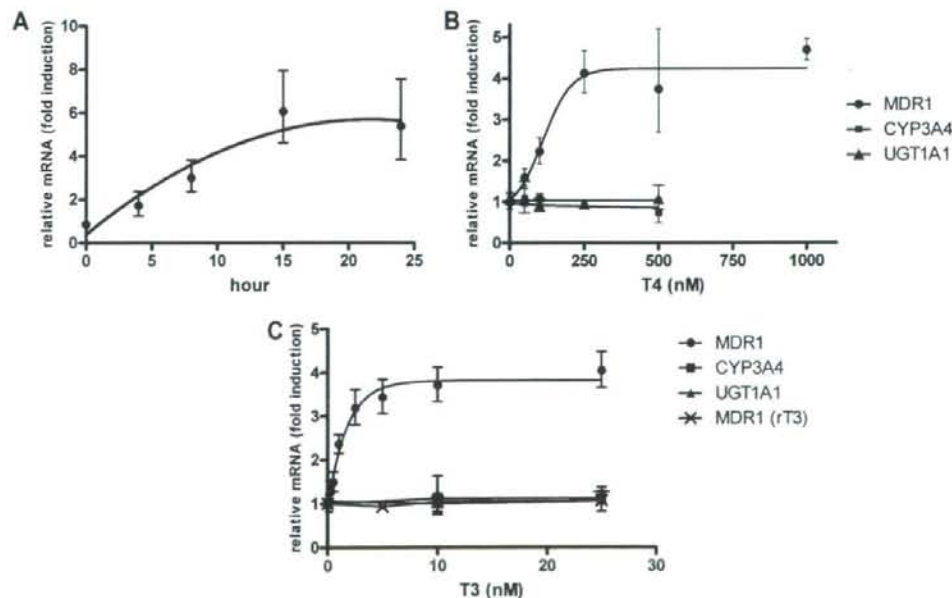 A
relative mRNA (fold induction)
10
8
6
4
2
0
0 5 10 15 20 25
hour
B
relative mRNA (fold induction)
5
4
3
2
1
0
0 250 500 750 1000
T4 (nM)
MDR1
CYP3A4
UGT1A1
C
relative mRNA (fold induction)
5
4
3
2
1
0
0 10 20 30
T3 (nM)
MDR1
CYP3A4
UGT1A1
MDR1 (rT3)